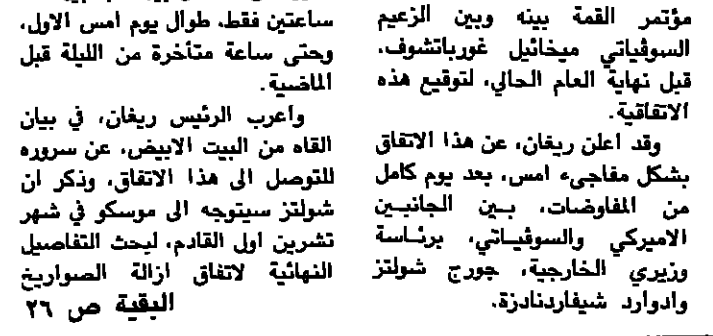 مؤتمر القمة بينه وبين الزعيم
السوڤياتي ميخائيل غورباتشوف،
قبل نهاية العام الحالي، لتوقيع هذه
الاتفاقية.
وقد اعلن ريغان، عن هذا الاتفاق
بشكل مفاجىء امس، بعد يوم كامل
من المفاوضات، بين الجانبين
الاميركي والسوڤياتي، برئاسة
وزيري الخارجية، جورج شولتز
وادوارد شيفاردنادزة.
ساعتين فقط، طوال يوم امس الاول،
وحتى ساعة متأخرة من الليلة قبل
الماضية.
واعرب الرئيس ريغان، في بيان
القاه من البيت الابيض، عن سروره
للتوصل الى هذا الاتفاق، وذكر ان
شولتز سيتوجه الى موسكو في شهر
تشرين اول القادم، لبحث التفاصيل
النهائية لاتفاق ازالة الصواريخ
البقية ص ٢٦